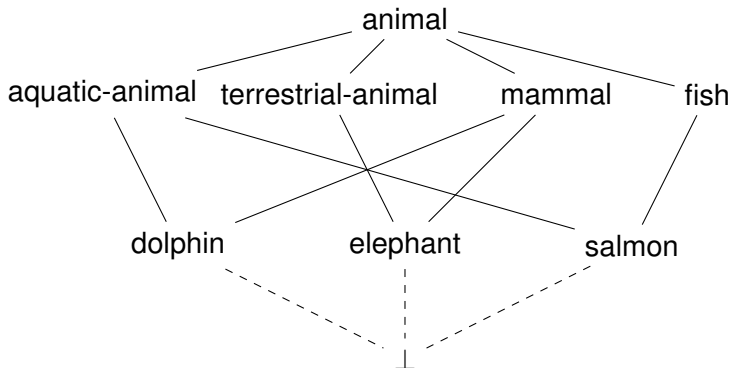 animal
aquatic-animal terrestrial-animal mammal fish
dolphin elephant salmon
⊥